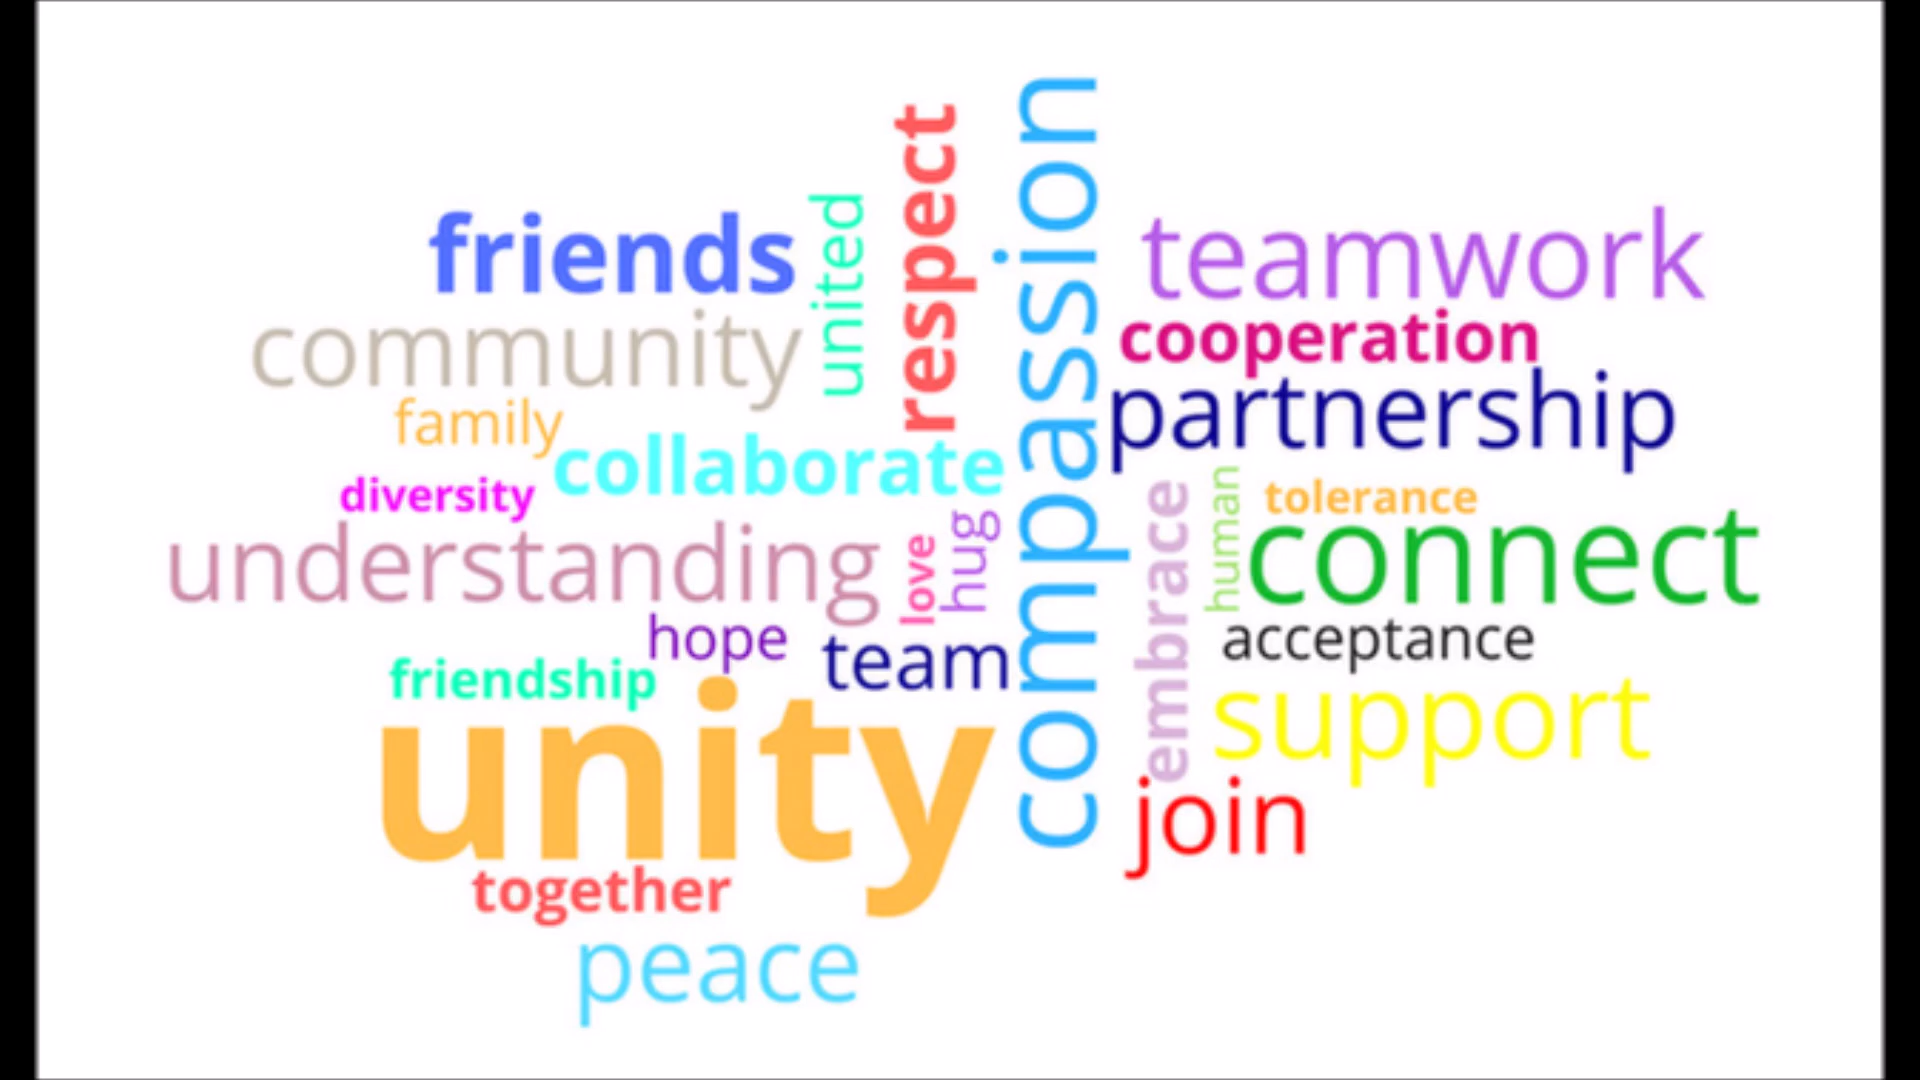 compassion
respect
united
friends
teamwork
community
cooperation
partnership
family
collaborate
diversity
tolerance
human
embrace
understanding
love
hug
connect
hope
team
acceptance
friendship
support
unity
join
together
peace